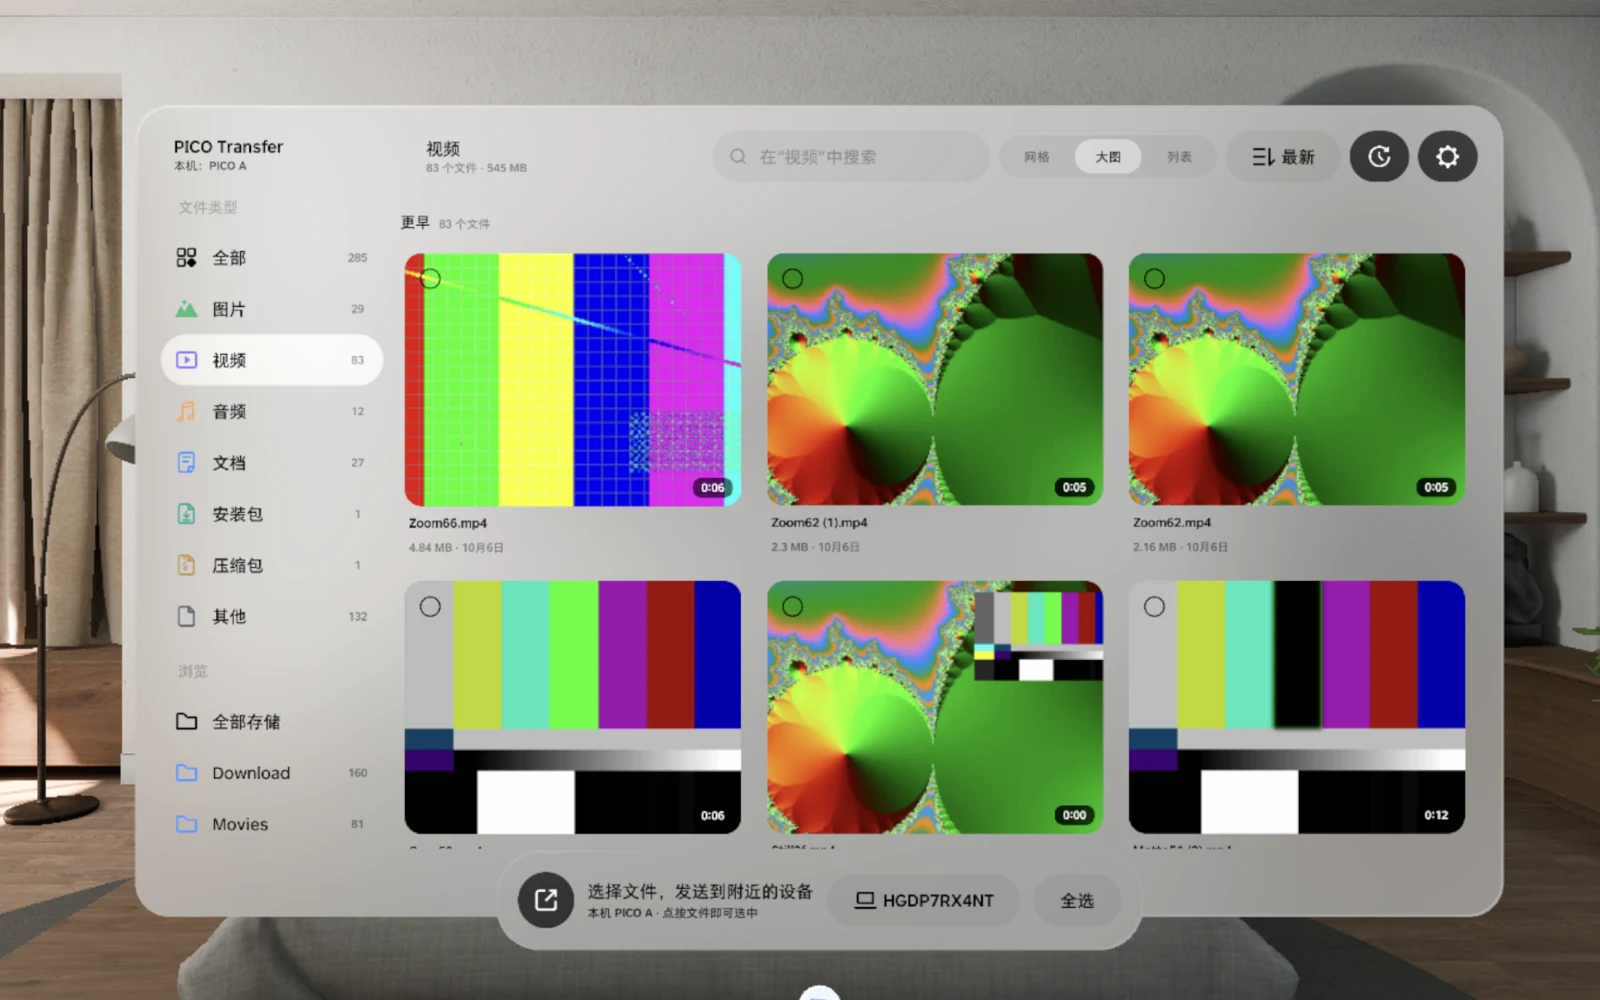 PICO Transfer
本机：PICO A
视频
83 个文件 · 545 MB
在“视频”中搜索
网格
大图
列表
最新
文件类型
全部 285
图片 29
视频 83
音频 12
文档 27
安装包 1
压缩包 1
其他 132
浏览
全部存储
Download 160
Movies 81
更早 83 个文件
0:06
0:05
0:05
Zoom66.mp4
Zoom62 (1).mp4
Zoom62.mp4
4.84 MB · 10月6日
2.3 MB · 10月6日
2.16 MB · 10月6日
0:06
0:00
0:12
选择文件，发送到附近的设备
本机 PICO A · 点按文件即可选中
HGDP7RX4NT
全选